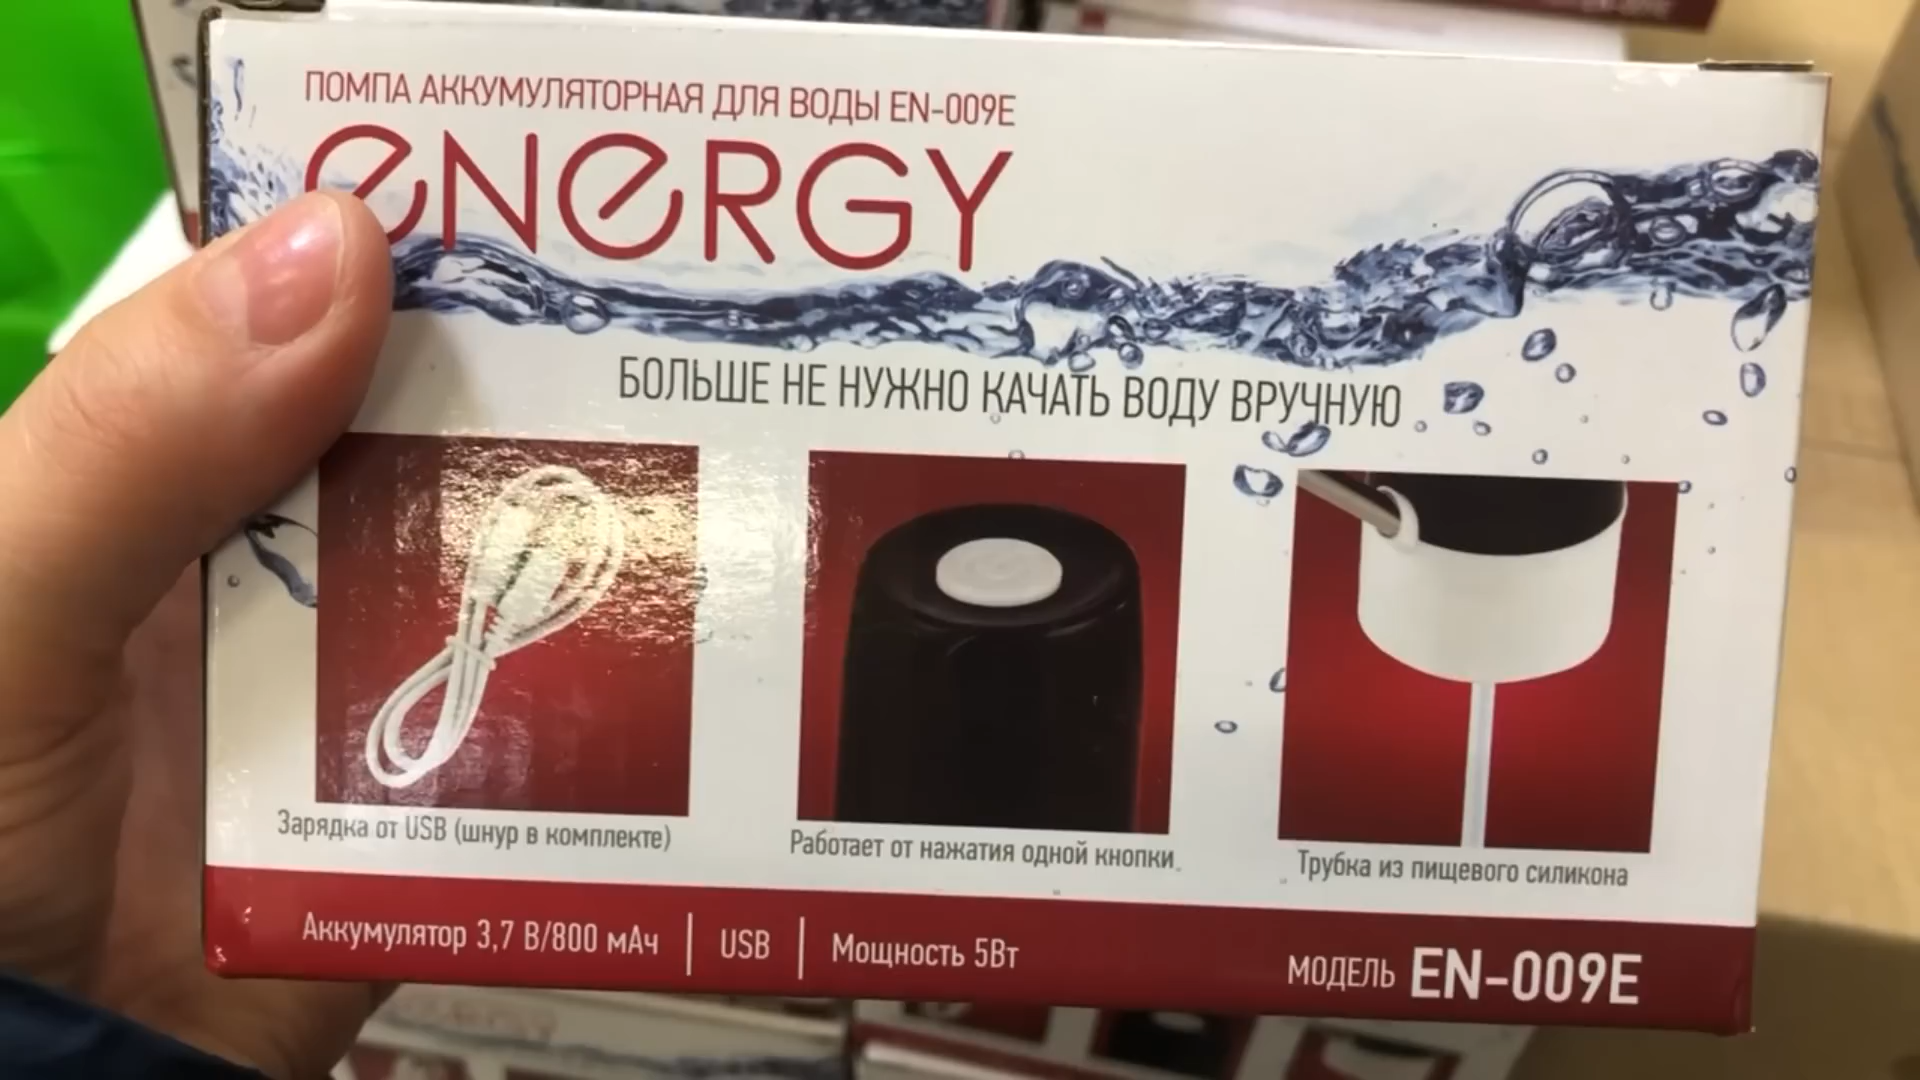 ПОМПА АККУМУЛЯТОРНАЯ ДЛЯ ВОДЫ EN-009E
eNeRGY
БОЛЬШЕ НЕ НУЖНО КАЧАТЬ ВОДУ ВРУЧНУЮ
Зарядка от USB (шнур в комплекте)
Работает от нажатия одной кнопки
Трубка из пищевого силикона
Аккумулятор 3,7 В/800 мАч
USB
Мощность 5Вт
МОДЕЛЬ EN-009E